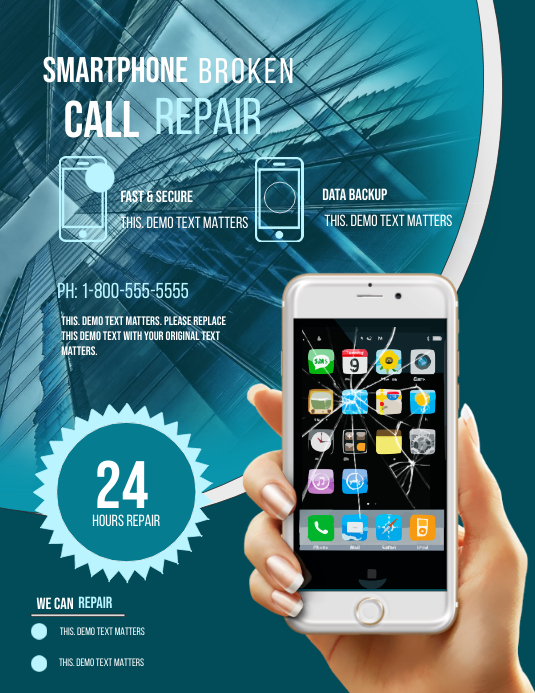 SMARTPHONE BROKEN
CALL REPAIR
FAST & SECURE
THIS. DEMO TEXT MATTERS
DATA BACKUP
THIS. DEMO TEXT MATTERS
PH: 1-800-555-5555
THIS. DEMO TEXT MATTERS. PLEASE REPLACE
THIS DEMO TEXT WITH YOUR ORIGINAL TEXT
MATTERS.
9
24
HOURS REPAIR
WE CAN REPAIR
THIS. DEMO TEXT MATTERS
THIS. DEMO TEXT MATTERS